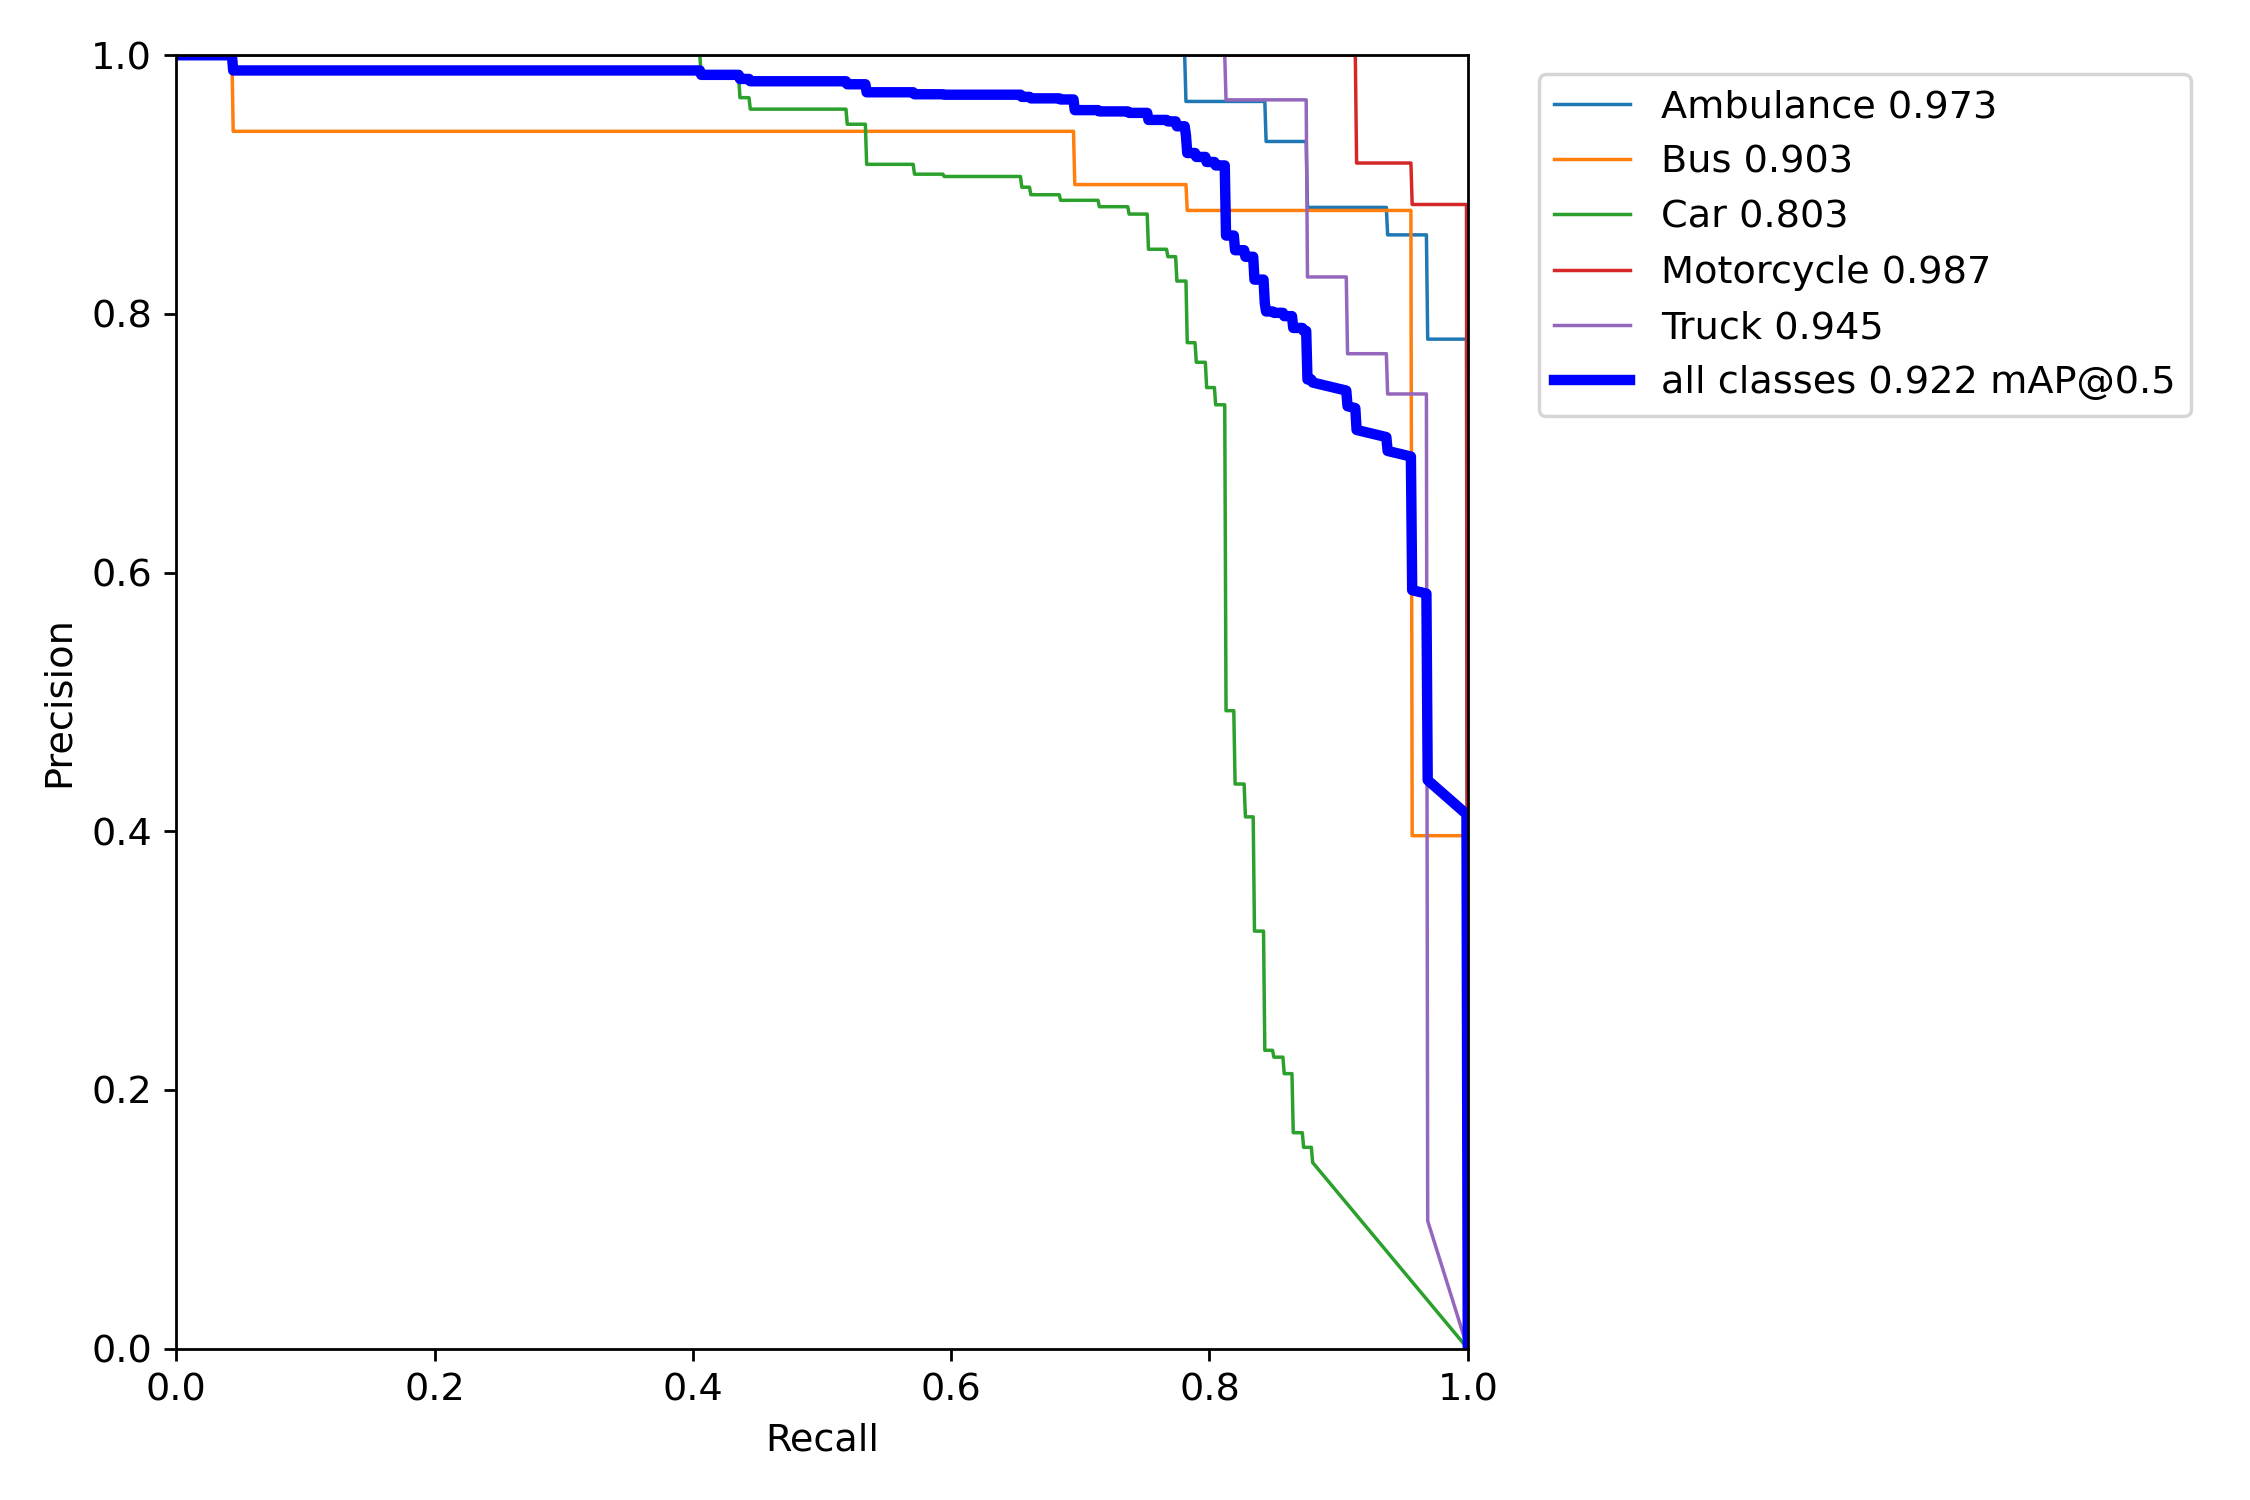 1.0
0.8
0.6
0.4
0.2
0.0
0.0 0.2 0.4 0.6 0.8 1.0
Precision
Recall
Ambulance 0.973
Bus 0.903
Car 0.803
Motorcycle 0.987
Truck 0.945
all classes 0.922 mAP@0.5